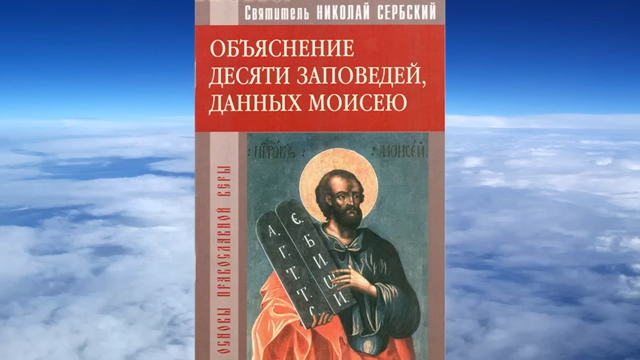 Святитель НИКОЛАЙ СЕРБСКИЙ
ОБЪЯСНЕНИЕ
ДЕСЯТИ ЗАПОВЕДЕЙ,
ДАННЫХ МОИСЕЮ
ОСНОВЫ ПРАВОСЛАВНОЙ ВЕРЫ